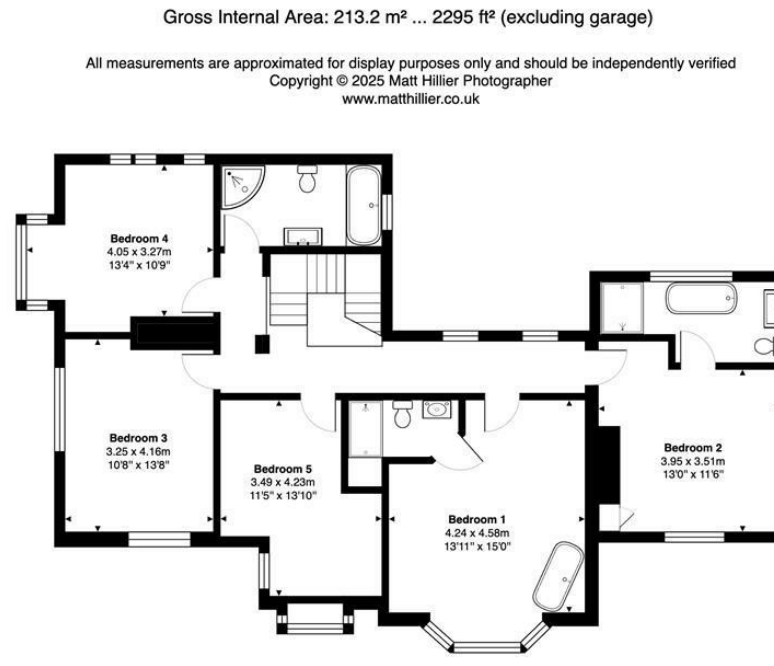 Gross Internal Area: 213.2 m² ... 2295 ft² (excluding garage)
All measurements are approximated for display purposes only and should be independently verified
Copyright © 2025 Matt Hillier Photographer
www.matthillier.co.uk
Bedroom 4
4.05 x 3.27m
13'4" x 10'9"
Bedroom 3
3.25 x 4.16m
10'8" x 13'8"
Bedroom 5
3.49 x 4.23m
11'5" x 13'10"
Bedroom 1
4.24 x 4.58m
13'11" x 15'0"
Bedroom 2
3.95 x 3.51m
13'0" x 11'6"